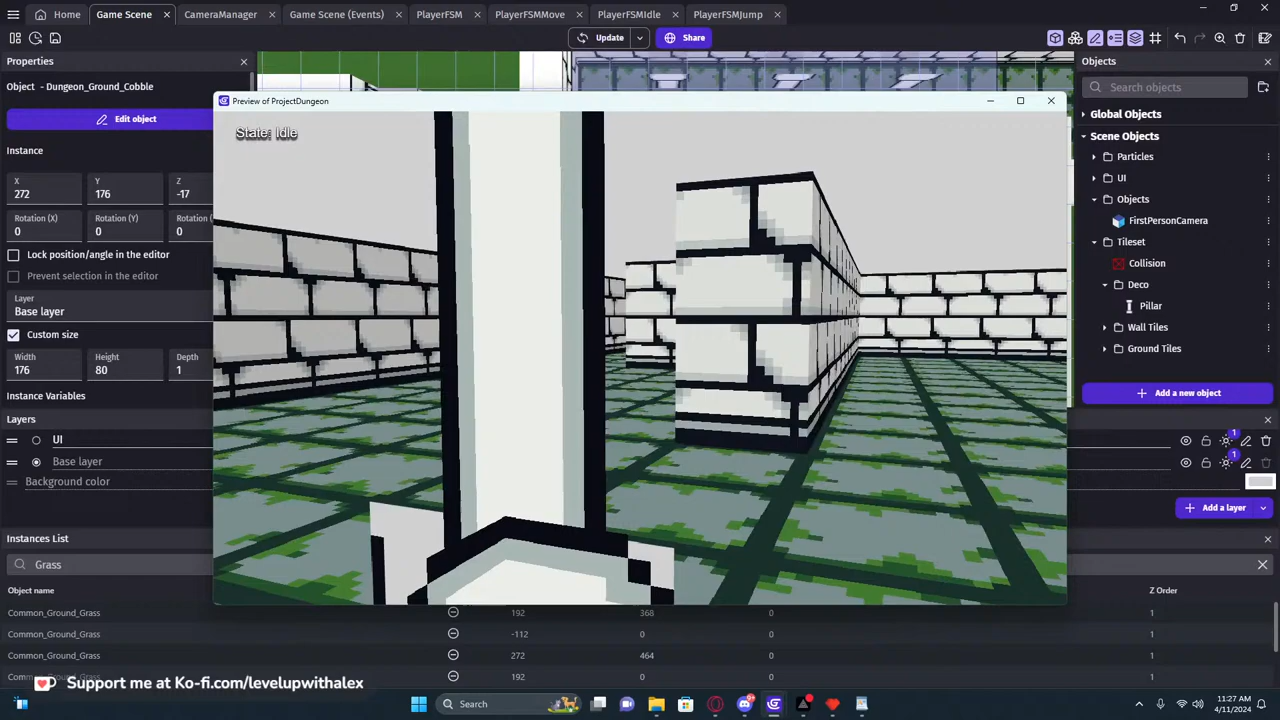 Home
Game Scene
CameraManager
Game Scene (Events)
PlayerFSM
PlayerFSMMove
PlayerFSMIdle
PlayerFSMJump
Update
Share
Properties
Object - Dungeon_Ground_Cobble
Edit object
Instance
X
272
Y
176
Z
-17
Rotation (X)
0
Rotation (Y)
0
Rotation (
0
Lock position/angle in the editor
Prevent selection in the editor
Layer
Base layer
Custom size
Width
176
Height
80
Depth
1
Instance Variables
Layers
UI
Base layer
Background color
Instances List
Grass
Object name
Z Order
Common_Ground_Grass 192 368 0 1
Common_Ground_Grass -112 0 0 1
Common_Ground_Grass 272 464 0 1
192 0 0 1
Preview of ProjectDungeon
State: Idle
Objects
Search objects
Global Objects
Scene Objects
Particles
UI
Objects
FirstPersonCamera
Tileset
Collision
Deco
Pillar
Wall Tiles
Ground Tiles
Add a new object
1
1
Add a layer
Support me at Ko-fi.com/levelupwithalex
Search
11:27 AM
4/11/2024